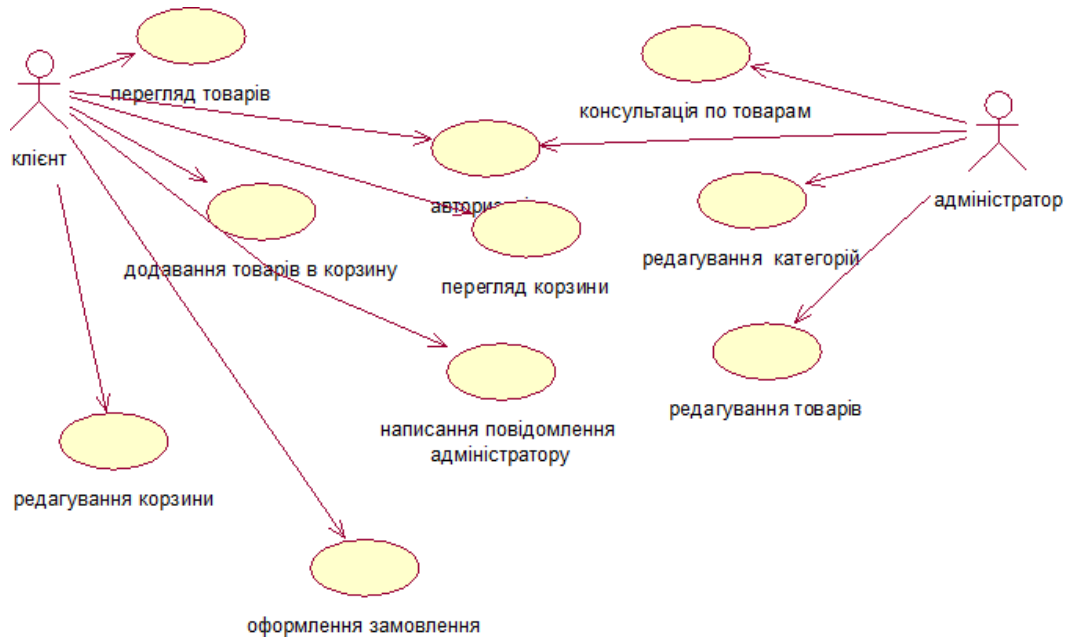 перегляд товарів
консультація по товарам
клієнт
адміністратор
додавання товарів в корзину
перегляд корзини
редагування категорій
редагування товарів
написання повідомлення
адміністратору
редагування корзини
оформлення замовлення